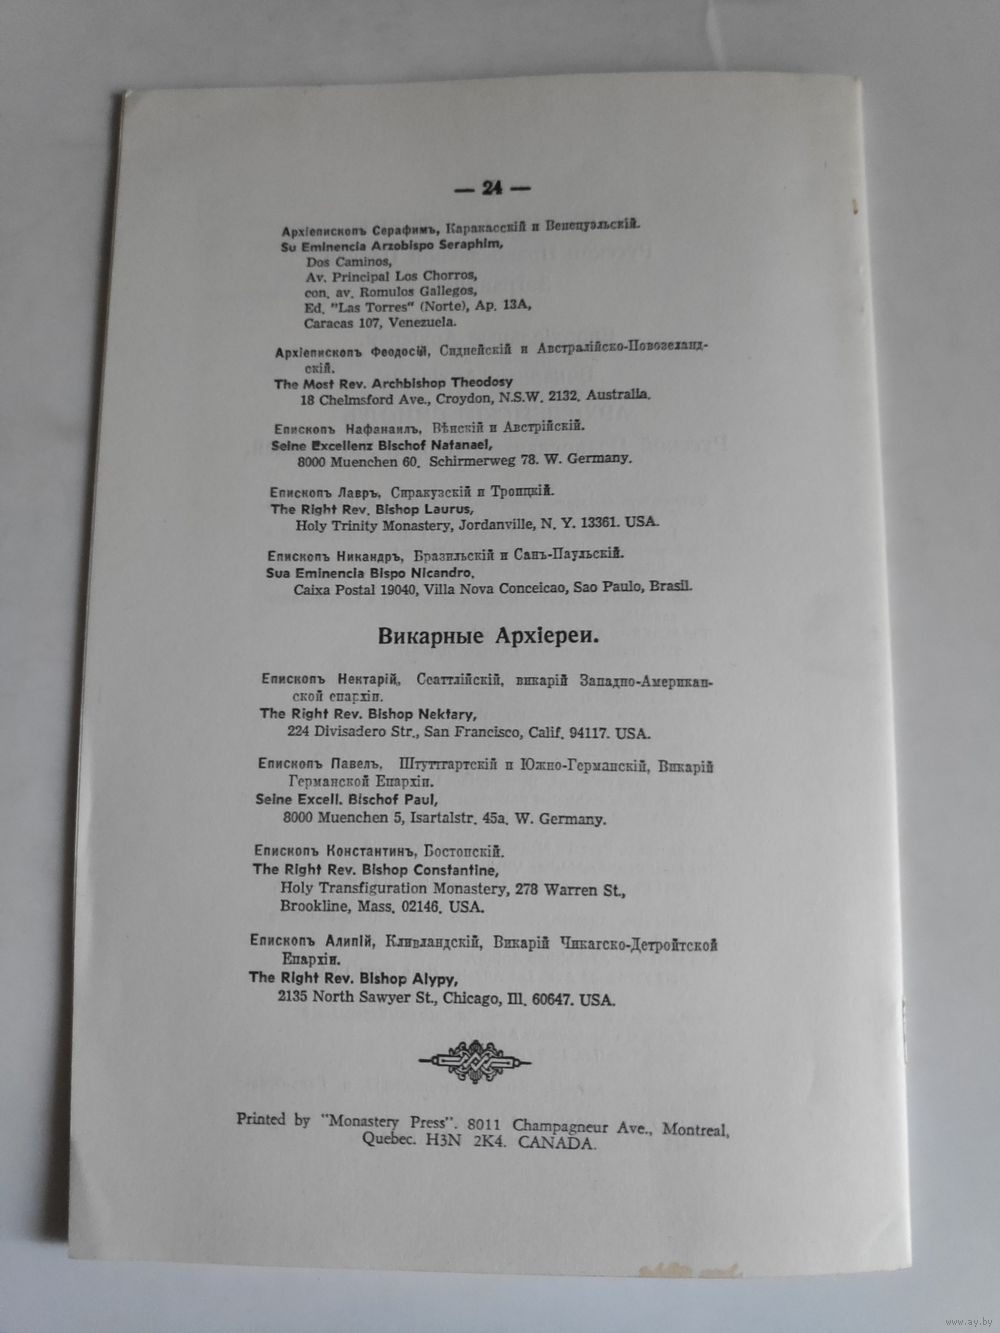 — 24 —
Архіепископъ Серафимъ, Каракасскій и Венецуэльскій.
Su Eminencia Arzobispo Seraphim,
Dos Caminos,
Av. Principal Los Chorros,
con. av. Romulos Gallegos,
Ed. "Las Torres" (Norte), Ap. 13A,
Caracas 107, Venezuela.
Архіепископъ Феодосій, Сиднейскій и Австралійско-Новозеланд-
скій.
The Most Rev. Archbishop Theodosy
18 Chelmsford Ave., Croydon, N.S.W. 2132. Australia.
Епископъ Нафанаилъ, Вѣнскій и Австрійскій.
Seine Excellenz Bischof Natanael,
8000 Muenchen 60. Schirmerweg 78. W. Germany.
Епископъ Лавръ, Сиракузскій и Троицкій.
The Right Rev. Bishop Laurus,
Holy Trinity Monastery, Jordanville, N. Y. 13361. USA.
Епископъ Никандръ, Бразильскій и Санъ-Паульскій.
Sua Eminencia Bispo Nicandro.
Caixa Postal 19040, Villa Nova Conceicao, Sao Paulo, Brasil.
Викарные Архіереи.
Епископъ Нектарій, Сеаттлійскій, викарій Западно-Американ-
ской епархіи.
The Right Rev. Bishop Nektary,
224 Divisadero Str., San Francisco, Calif. 94117. USA.
Епископъ Павелъ, Штуттгартскій и Южно-Германскій, Викарій
Германской Епархіи.
Seine Excell. Bischof Paul,
8000 Muenchen 5, Isartalstr. 45a. W. Germany.
Епископъ Константинъ, Бостонскій.
The Right Rev. Bishop Constantine,
Holy Transfiguration Monastery, 278 Warren St.,
Brookline, Mass. 02146. USA.
Епископъ Алипій, Кливландскій, Викарій Чикагско-Детройтской
Епархіи.
The Right Rev. Bishop Alypy,
2135 North Sawyer St., Chicago, Ill. 60647. USA.
Printed by "Monastery Press". 8011 Champagneur Ave., Montreal,
Quebec. H3N 2K4. CANADA.
www.ay.by